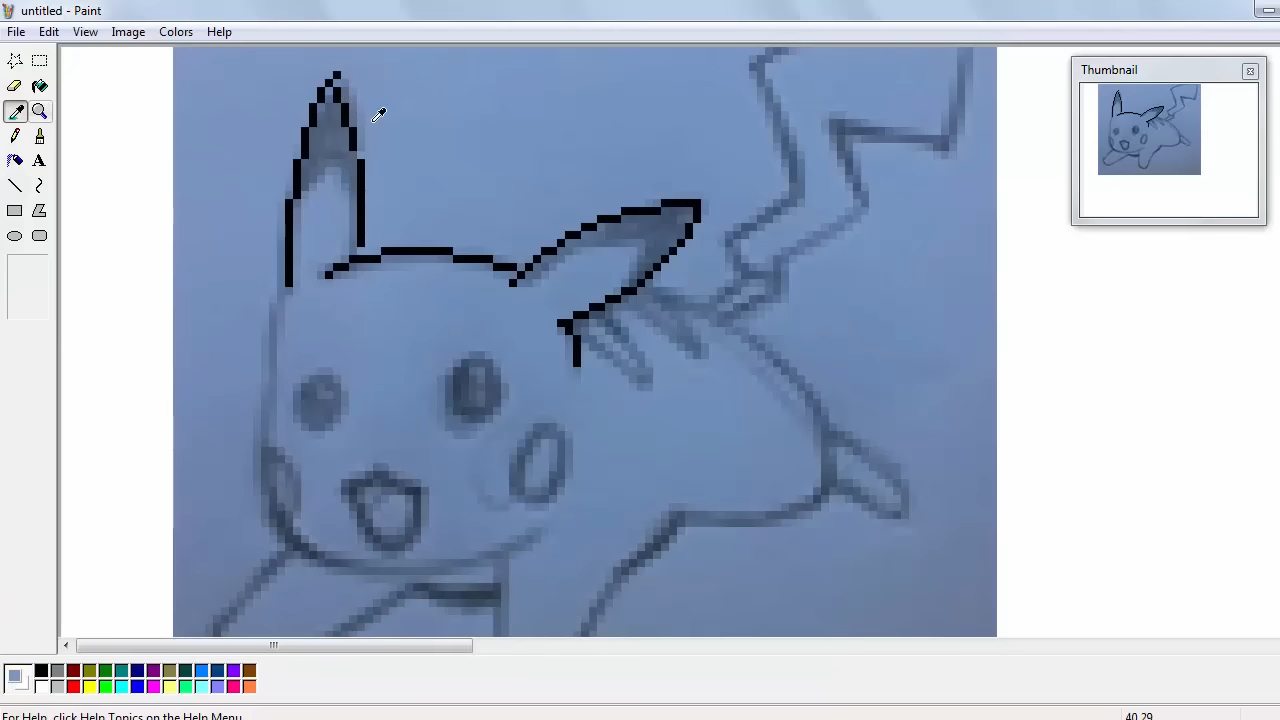 untitled - Paint
File Edit View Image Colors Help
Thumbnail
For Help, click Help Topics on the Help Menu.
40,29